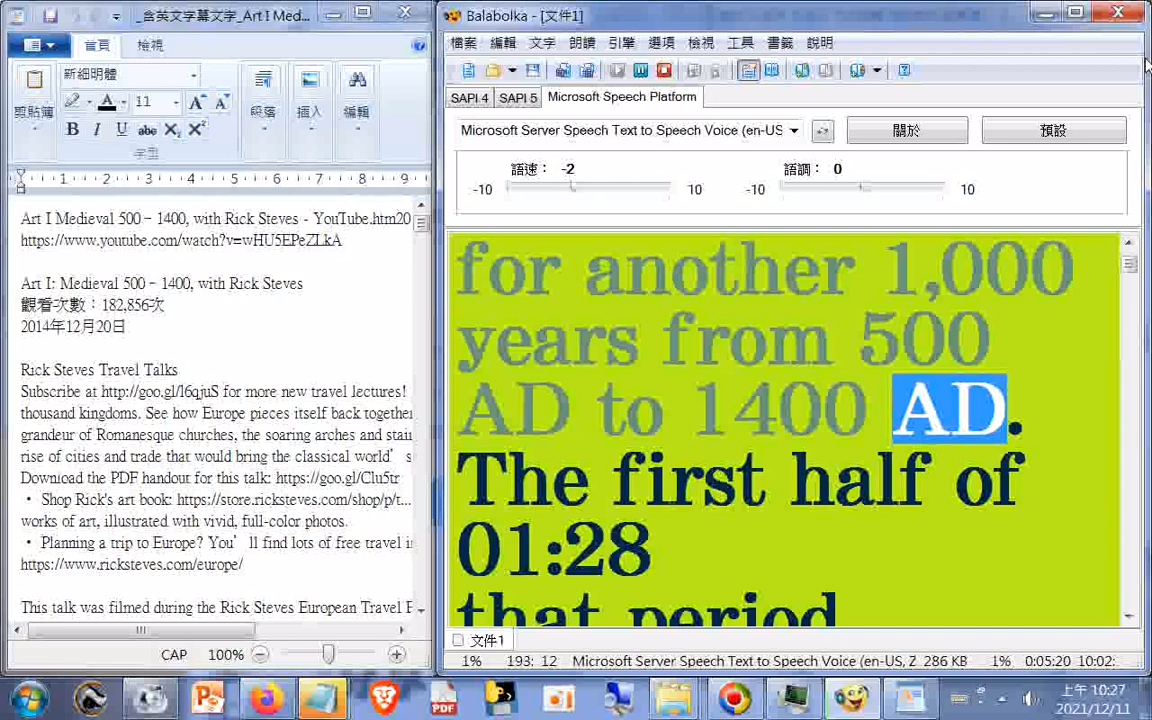 _含英文字幕文字_Art I Med...
首頁
檢視
新細明體
11
剪貼簿
段落
插入
編輯
B I U abc X₂ X²
字型
1 2 3 4 5 6 7 8 9
Art I Medieval 500 - 1400, with Rick Steves - YouTube.htm20
https://www.youtube.com/watch?v=wHU5EPeZLkA
Art I: Medieval 500 - 1400, with Rick Steves
觀看次數：182,856次
2014年12月20日
Rick Steves Travel Talks
Subscribe at http://goo.gl/l6qjuS for more new travel lectures!
thousand kingdoms. See how Europe pieces itself back together
grandeur of Romanesque churches, the soaring arches and stain
rise of cities and trade that would bring the classical world’s
Download the PDF handout for this talk: https://goo.gl/Clu5tr
• Shop Rick's art book: https://store.ricksteves.com/shop/p/t...
works of art, illustrated with vivid, full-color photos.
• Planning a trip to Europe? You’ll find lots of free travel i
https://www.ricksteves.com/europe/
This talk was filmed during the Rick Steves European Travel F
CAP 100%
Balabolka - [文件1]
檔案 編輯 文字 朗讀 引擎 選項 檢視 工具 書籤 說明
SAPI 4 SAPI 5 Microsoft Speech Platform
Microsoft Server Speech Text to Speech Voice (en-US
關於
預設
語速： -2
語調： 0
-10 10 -10 10
for another 1,000
years from 500
AD to 1400 AD.
The first half of
01:28
that period
文件1
1% 193: 12 Microsoft Server Speech Text to Speech Voice (en-US, Z 286 KB 1% 0:05:20 10:02:
PDF
上午 10:27
2021/12/11